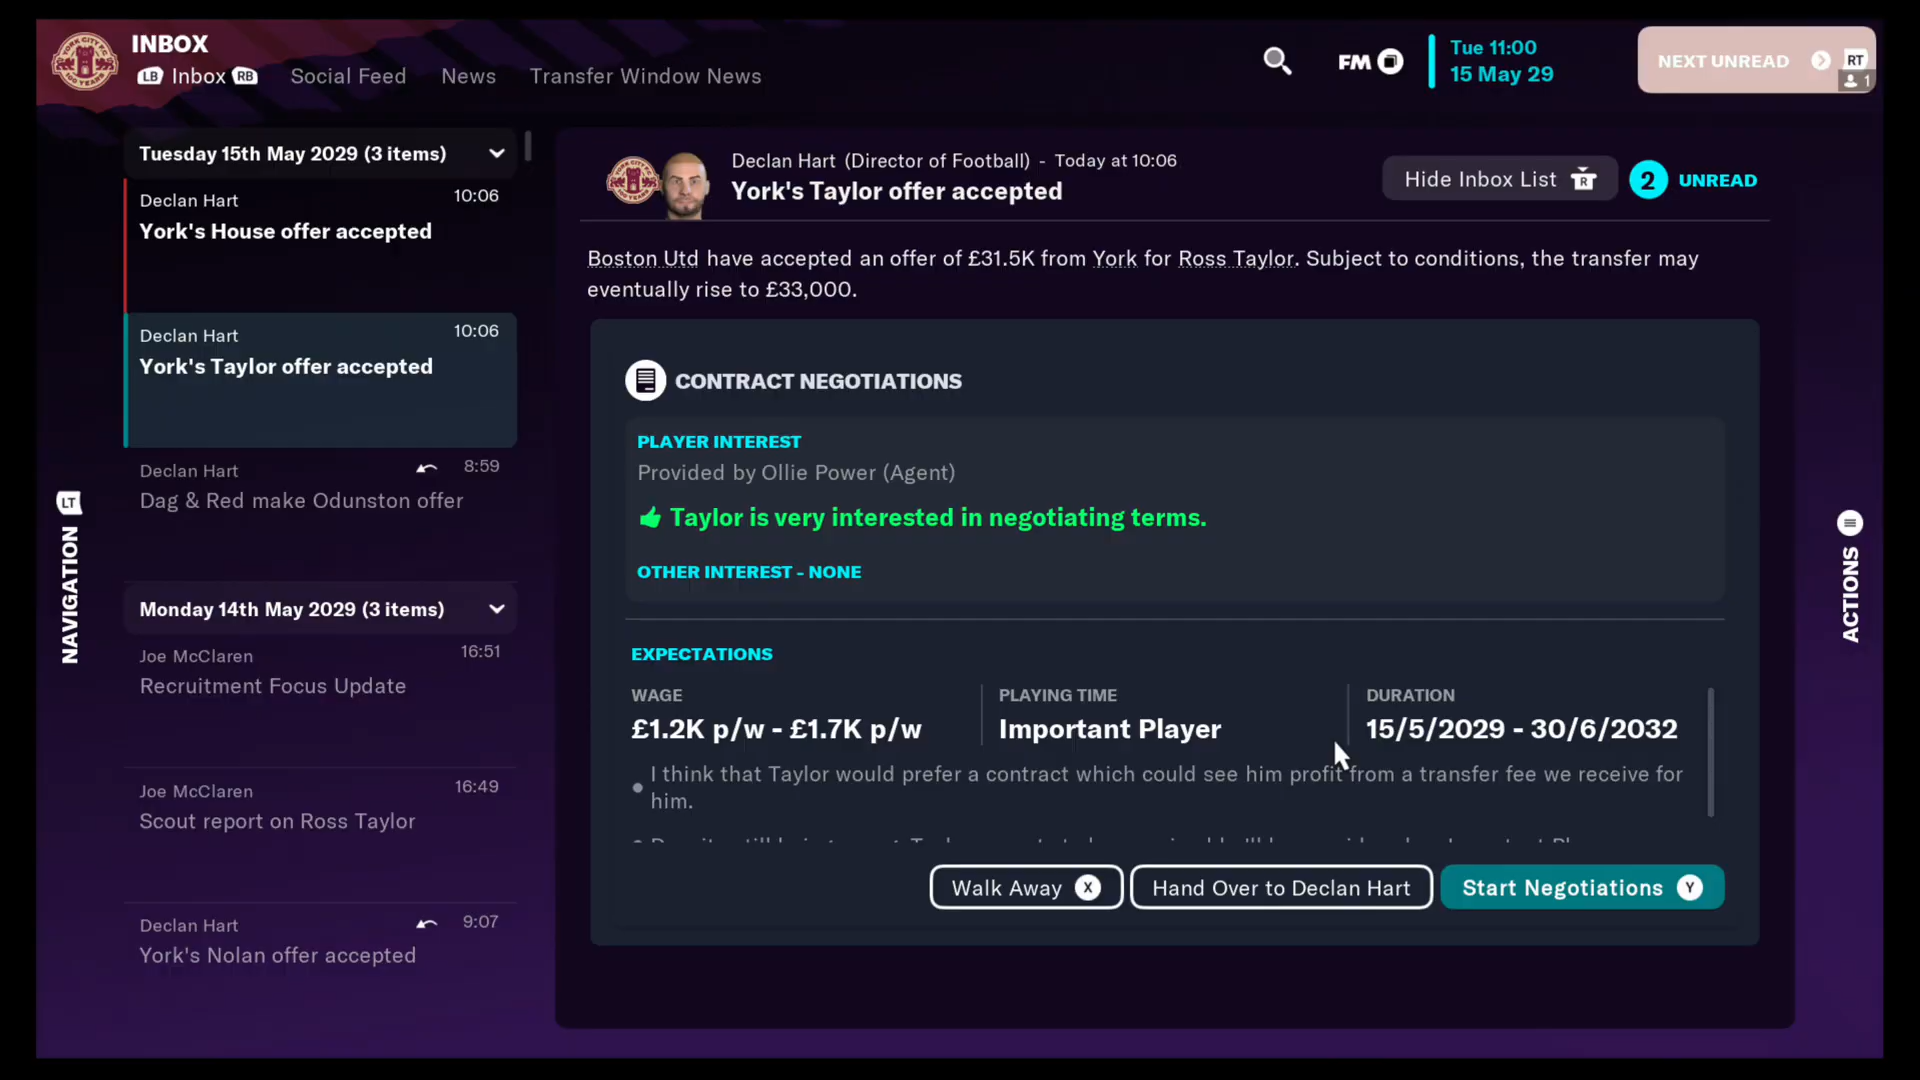 INBOX
LB Inbox RB Social Feed News Transfer Window News
FM
Tue 11:00
15 May 29
NEXT UNREAD RT
1
Tuesday 15th May 2029 (3 items)
Declan Hart 10:06
York's House offer accepted
Declan Hart 10:06
York's Taylor offer accepted
Declan Hart 8:59
Dag & Red make Odunston offer
Monday 14th May 2029 (3 items)
Joe McClaren 16:51
Recruitment Focus Update
Joe McClaren 16:49
Scout report on Ross Taylor
Declan Hart 9:07
York's Nolan offer accepted
LT
NAVIGATION
Declan Hart (Director of Football) - Today at 10:06
York's Taylor offer accepted
Hide Inbox List R
2 UNREAD
Boston Utd have accepted an offer of £31.5K from York for Ross Taylor. Subject to conditions, the transfer may
eventually rise to £33,000.
CONTRACT NEGOTIATIONS
PLAYER INTEREST
Provided by Ollie Power (Agent)
Taylor is very interested in negotiating terms.
OTHER INTEREST - NONE
EXPECTATIONS
WAGE
£1.2K p/w - £1.7K p/w
PLAYING TIME
Important Player
DURATION
15/5/2029 - 30/6/2032
I think that Taylor would prefer a contract which could see him profit from a transfer fee we receive for
him.
Walk Away X
Hand Over to Declan Hart
Start Negotiations Y
ACTIONS